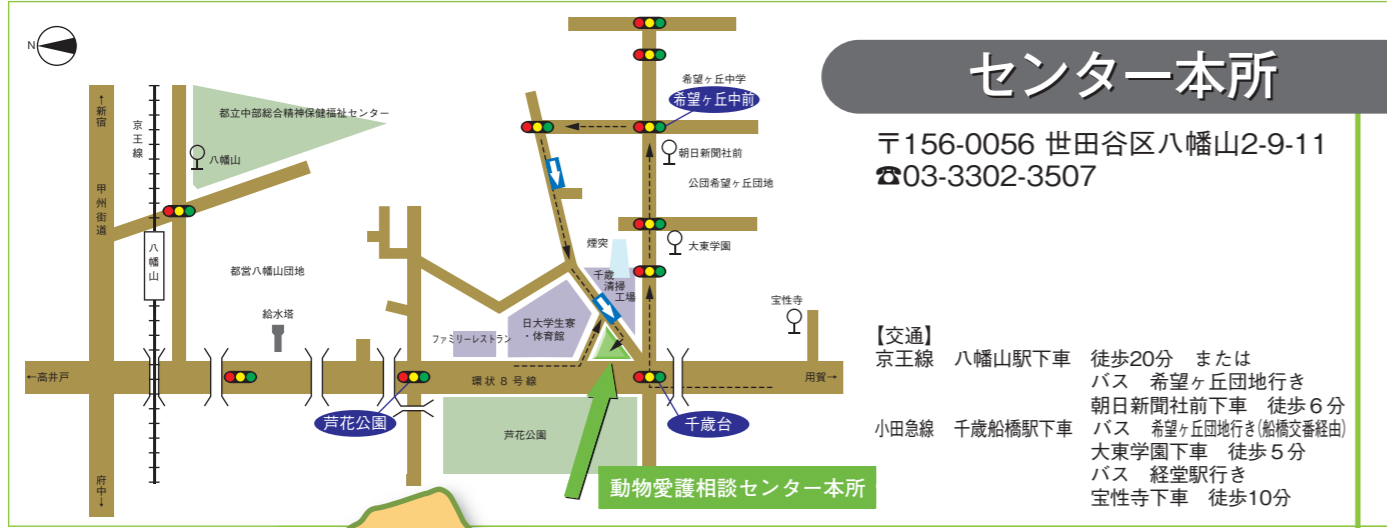 N
↑新宿
京王線
都立中部総合精神保健福祉センター
八幡山
甲州街道
八幡山
都営八幡山団地
給水塔
←高井戸
府中↓
芦花公園
環状8号線
ファミリーレストラン
日大学生寮
・体育館
芦花公園
希望ヶ丘中学
希望ヶ丘中前
朝日新聞社前
公団希望ヶ丘団地
煙突
大東学園
千歳
清掃
工場
宝性寺
用賀→
千歳台
動物愛護相談センター本所
センター本所
〒156-0056 世田谷区八幡山2-9-11
☎03-3302-3507
【交通】
京王線 八幡山駅下車 徒歩20分 または
バス 希望ヶ丘団地行き
朝日新聞社前下車 徒歩6分
小田急線 千歳船橋駅下車 バス 希望ヶ丘団地行き(船橋交番経由)
大東学園下車 徒歩5分
バス 経堂駅行き
宝性寺下車 徒歩10分